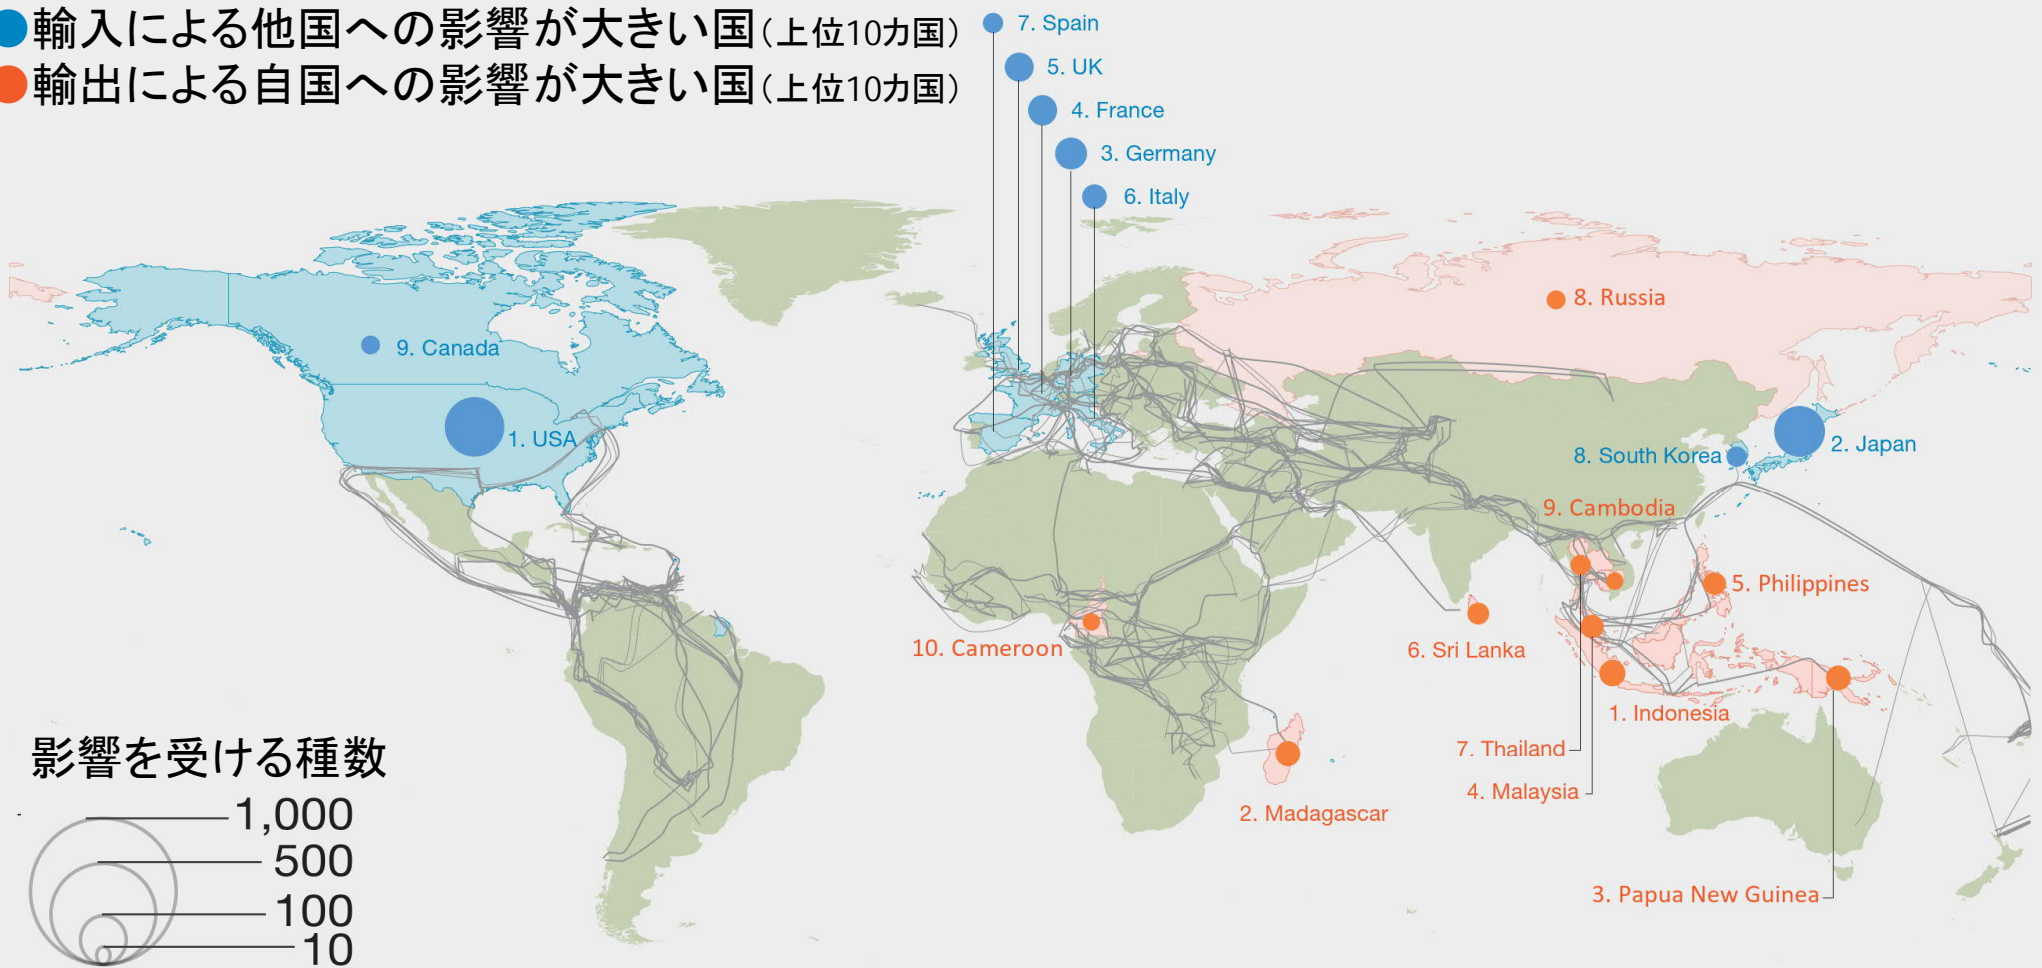 輸入による他国への影響が大きい国（上位10カ国）
輸出による自国への影響が大きい国（上位10カ国）
7. Spain
5. UK
4. France
3. Germany
6. Italy
8. Russia
9. Canada
1. USA
2. Japan
8. South Korea
9. Cambodia
5. Philippines
10. Cameroon
6. Sri Lanka
1. Indonesia
7. Thailand
4. Malaysia
2. Madagascar
3. Papua New Guinea
影響を受ける種数
1,000
500
100
10